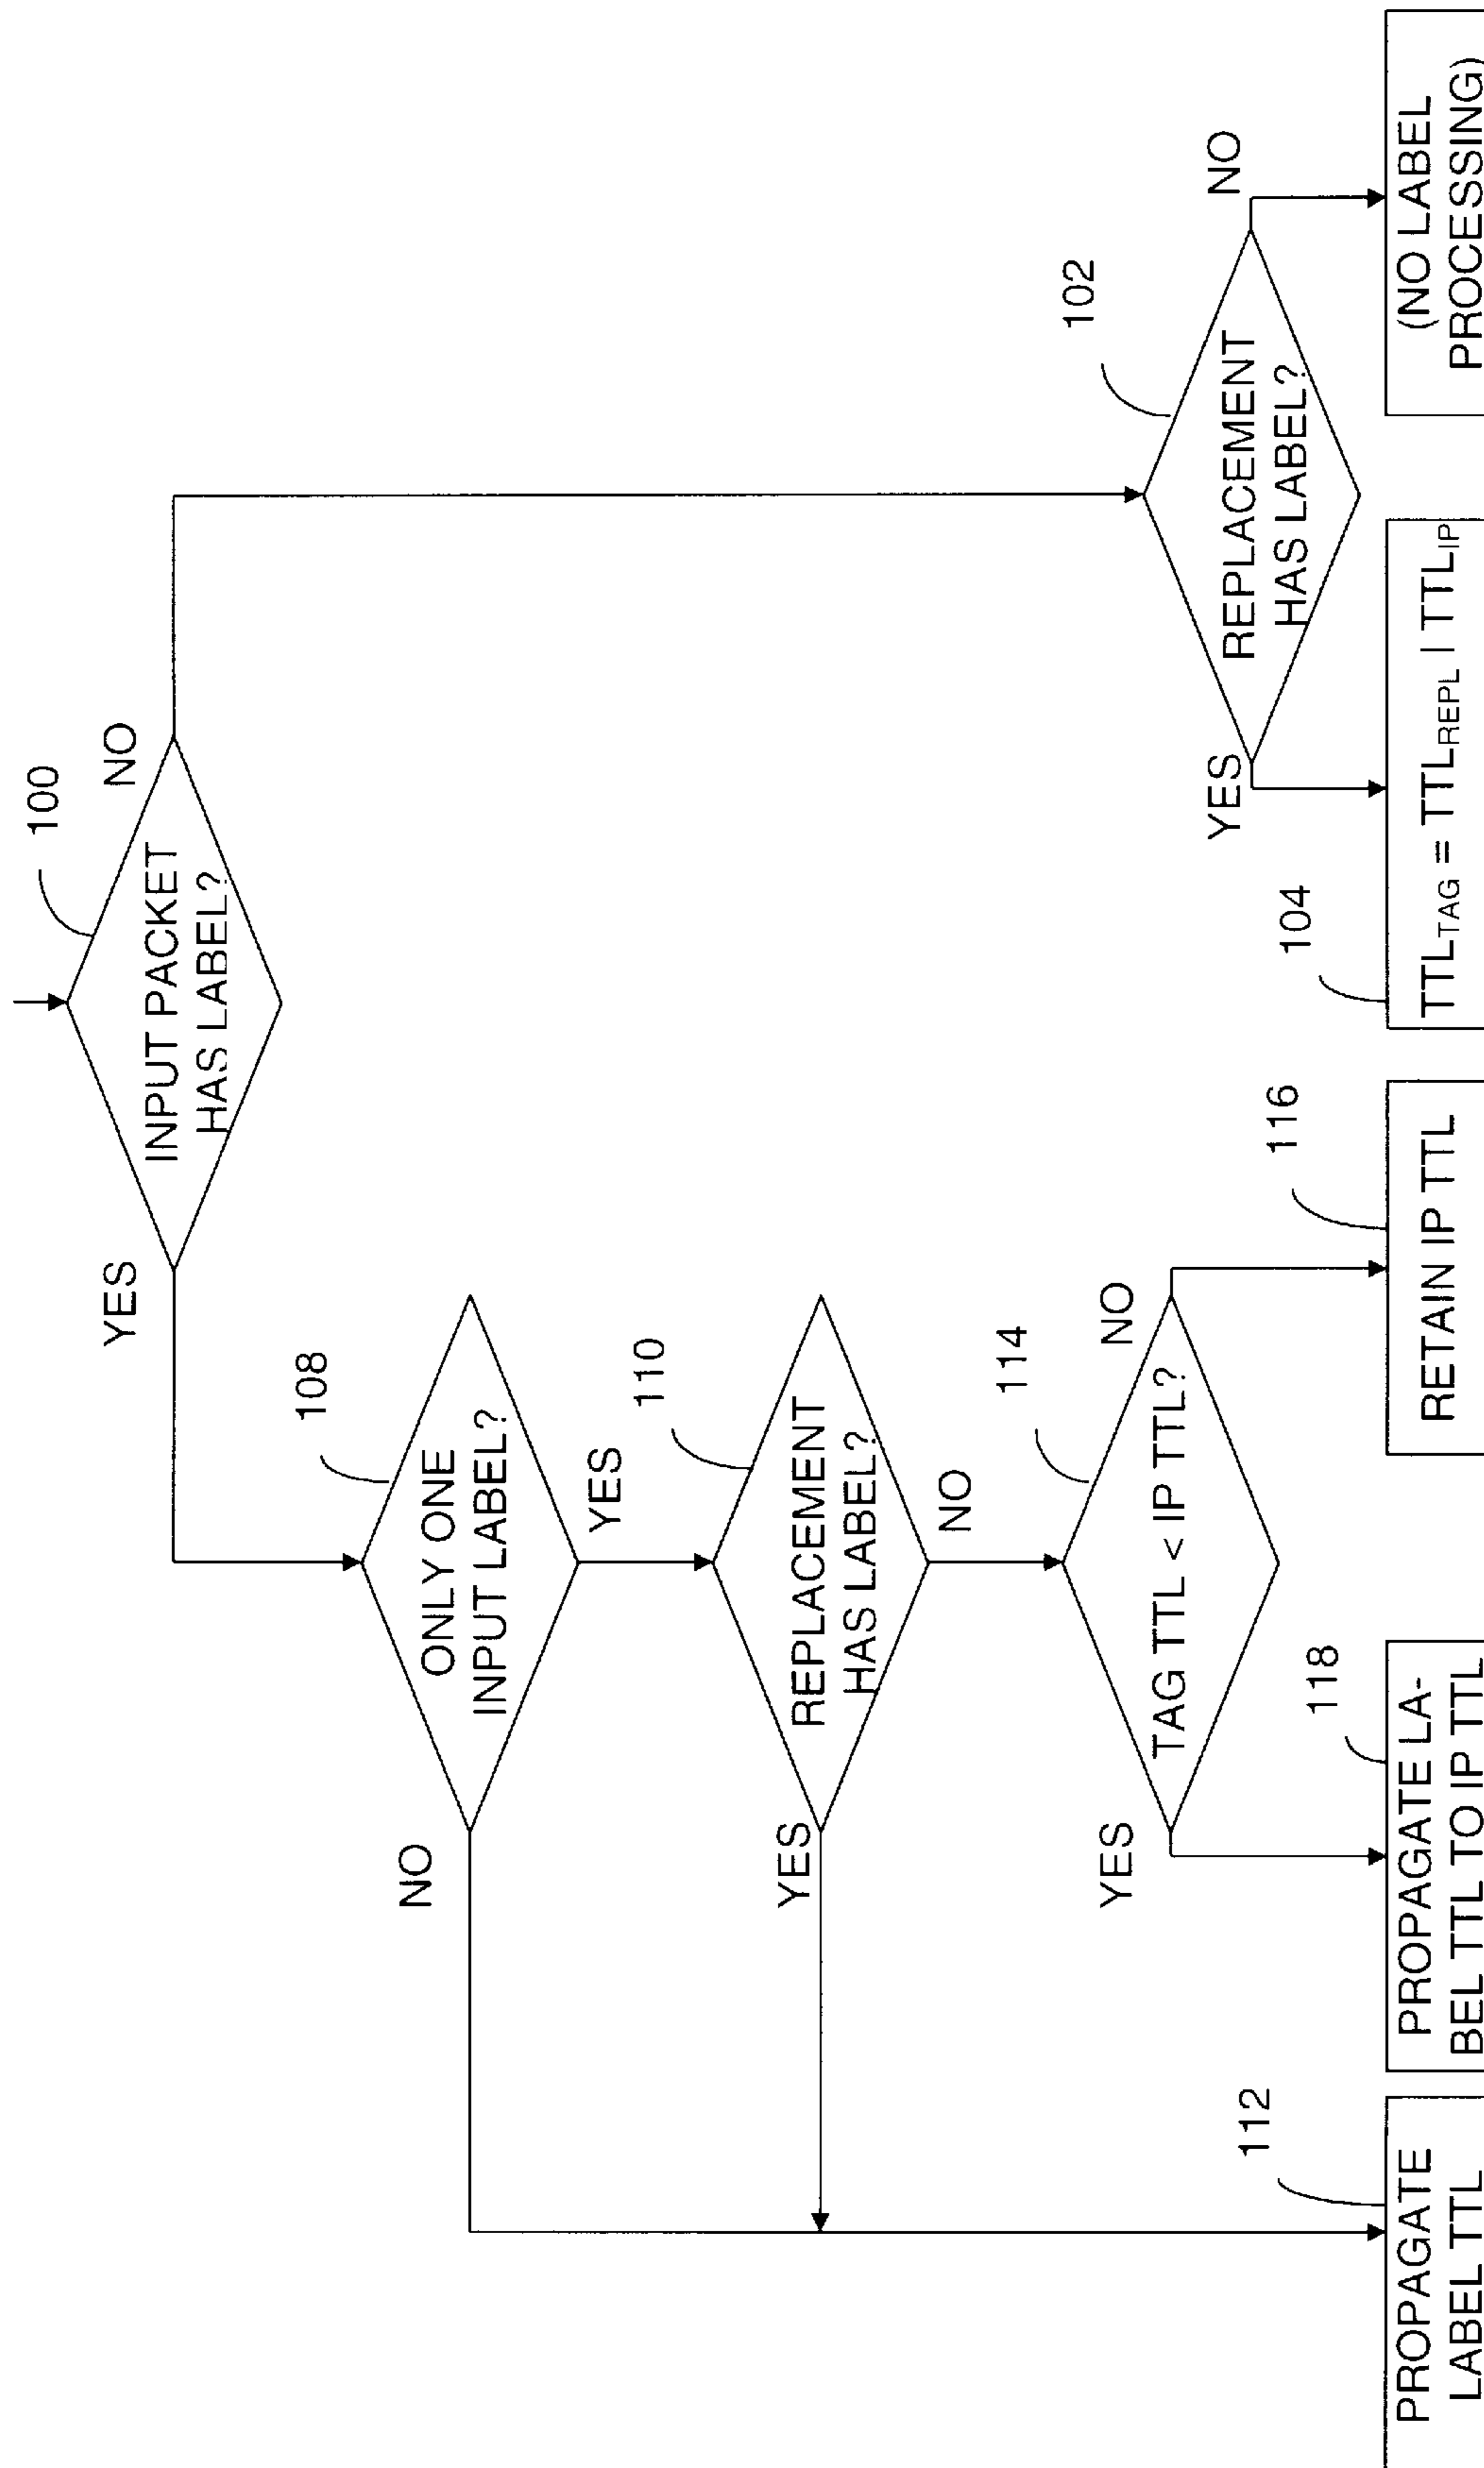 100
INPUT PACKET
HAS LABEL?
YES
NO
108
ONLY ONE
INPUT LABEL?
NO
YES
110
REPLACEMENT
HAS LABEL?
YES
NO
114
TAG TTL < IP TTL?
YES
NO
102
REPLACEMENT
HAS LABEL?
YES
NO
112
PROPAGATE
LABEL TTL
118
PROPAGATE LA-
BEL TTL TO IP TTL
116
RETAIN IP TTL
104
TTL_TAG = TTL_REPL | TTL_IP
(NO LABEL
PROCESSING)